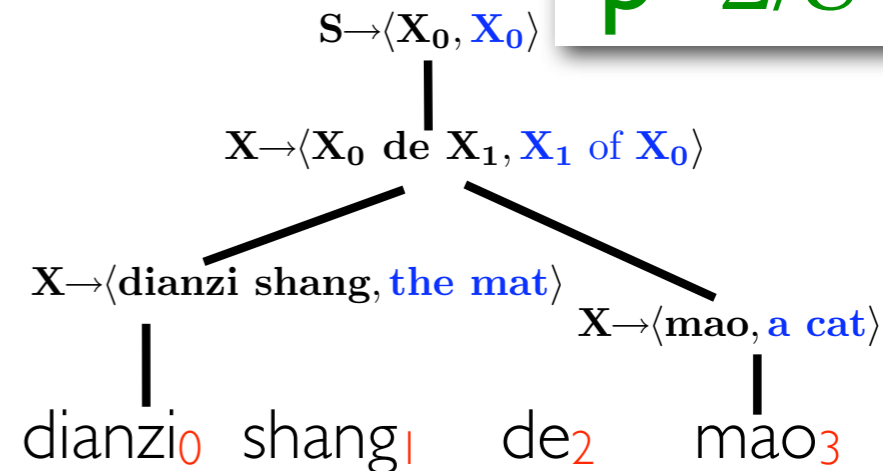 S→⟨X₀, X₀⟩
X→⟨X₀ de X₁, X₁ of X₀⟩
X→⟨dianzi shang, the mat⟩
X→⟨mao, a cat⟩
dianzi₀ shang₁ de₂ mao₃